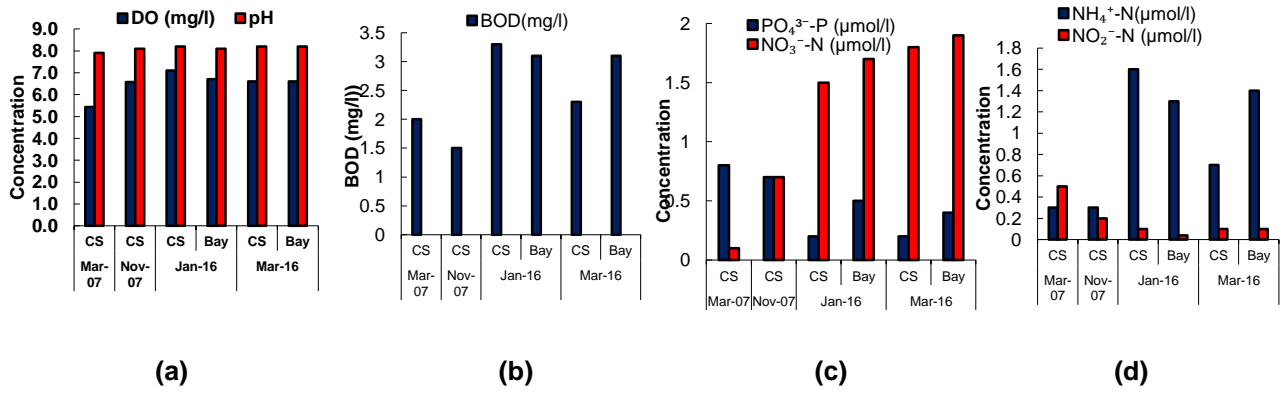 DO (mg/l) pH
9.0
8.0
7.0
6.0
5.0
4.0
3.0
2.0
1.0
0.0
Concentration
CS CS CS Bay CS Bay
Mar-07 Nov-07 Jan-16 Mar-16
(a)
BOD(mg/l)
3.5
3
2.5
2
1.5
1
0.5
0
BOD (mg/l)
CS CS CS Bay CS Bay
Mar-07 Nov-07 Jan-16 Mar-16
(b)
PO₄³⁻-P (µmol/l)
NO₃⁻-N (µmol/l)
2
1.5
1
0.5
0
Concentration
CS CS CS Bay CS Bay
Mar-07 Nov-07 Jan-16 Mar-16
(c)
NH₄⁺-N(µmol/l)
NO₂⁻-N (µmol/l)
1.8
1.6
1.4
1.2
1
0.8
0.6
0.4
0.2
0
Concentration
CS CS CS Bay CS Bay
Mar-07 Nov-07 Jan-16 Mar-16
(d)